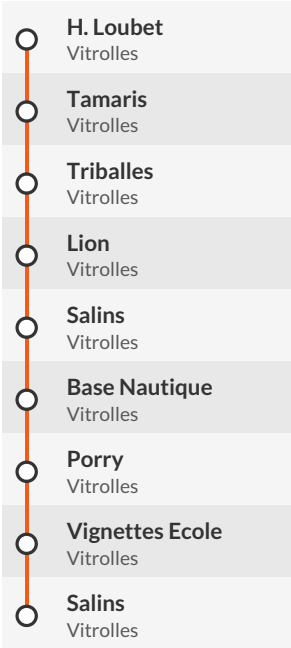 H. Loubet
Vitrolles
Tamaris
Vitrolles
Triballes
Vitrolles
Lion
Vitrolles
Salins
Vitrolles
Base Nautique
Vitrolles
Porry
Vitrolles
Vignettes Ecole
Vitrolles
Salins
Vitrolles